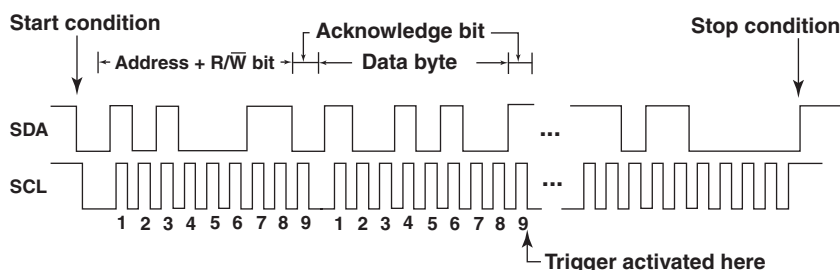 Start condition
Acknowledge bit
Stop condition
Address + R/W̅ bit
Data byte
SDA
...
SCL
...
1 2 3 4 5 6 7 8 9 1 2 3 4 5 6 7 8 9
Trigger activated here